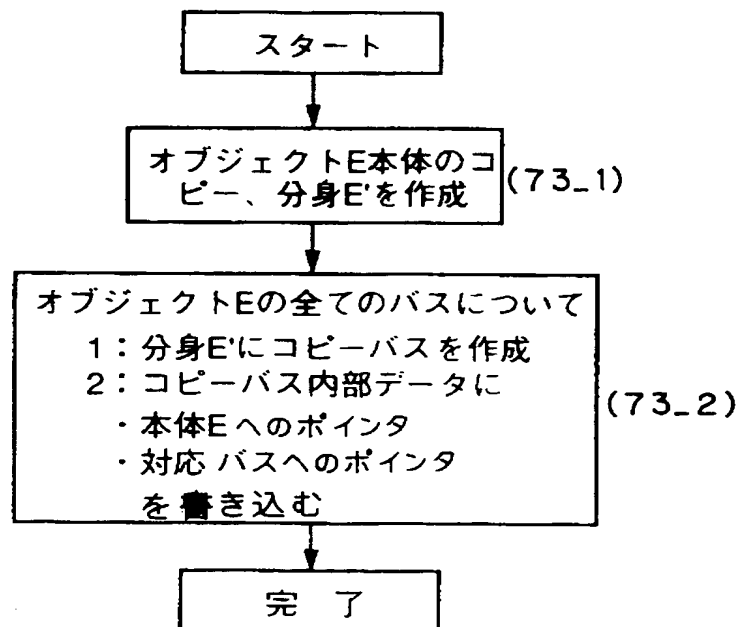 スタート
オブジェクトE本体のコ
ピー、分身E'を作成
(73_1)
オブジェクトEの全てのバスについて
1：分身E'にコピーバスを作成
2：コピーバス内部データに
・本体Eへのポインタ
・対応バスへのポインタ
を書き込む
(73_2)
完 了